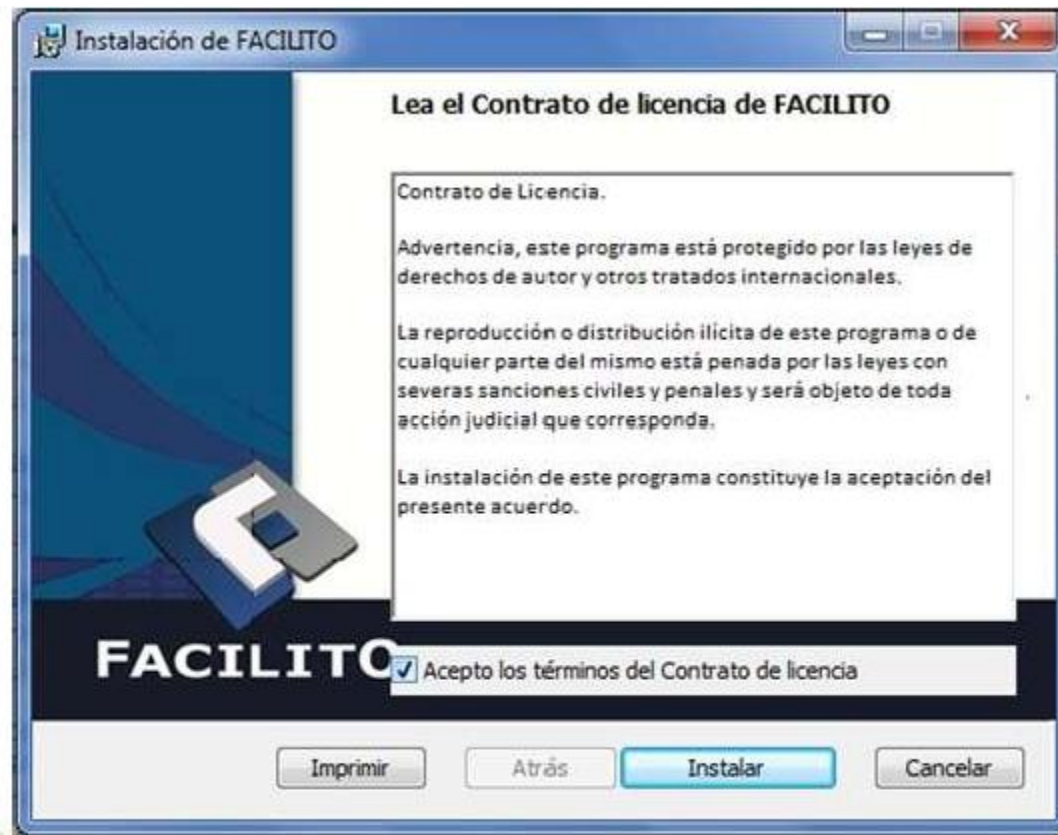 Instalación de FACILITO
Lea el Contrato de licencia de FACILITO
Contrato de Licencia.
Advertencia, este programa está protegido por las leyes de
derechos de autor y otros tratados internacionales.
La reproducción o distribución ilícita de este programa o de
cualquier parte del mismo está penada por las leyes con
severas sanciones civiles y penales y será objeto de toda
acción judicial que corresponda.
La instalación de este programa constituye la aceptación del
presente acuerdo.
FACILITO
Acepto los términos del Contrato de licencia
Imprimir Atrás Instalar Cancelar